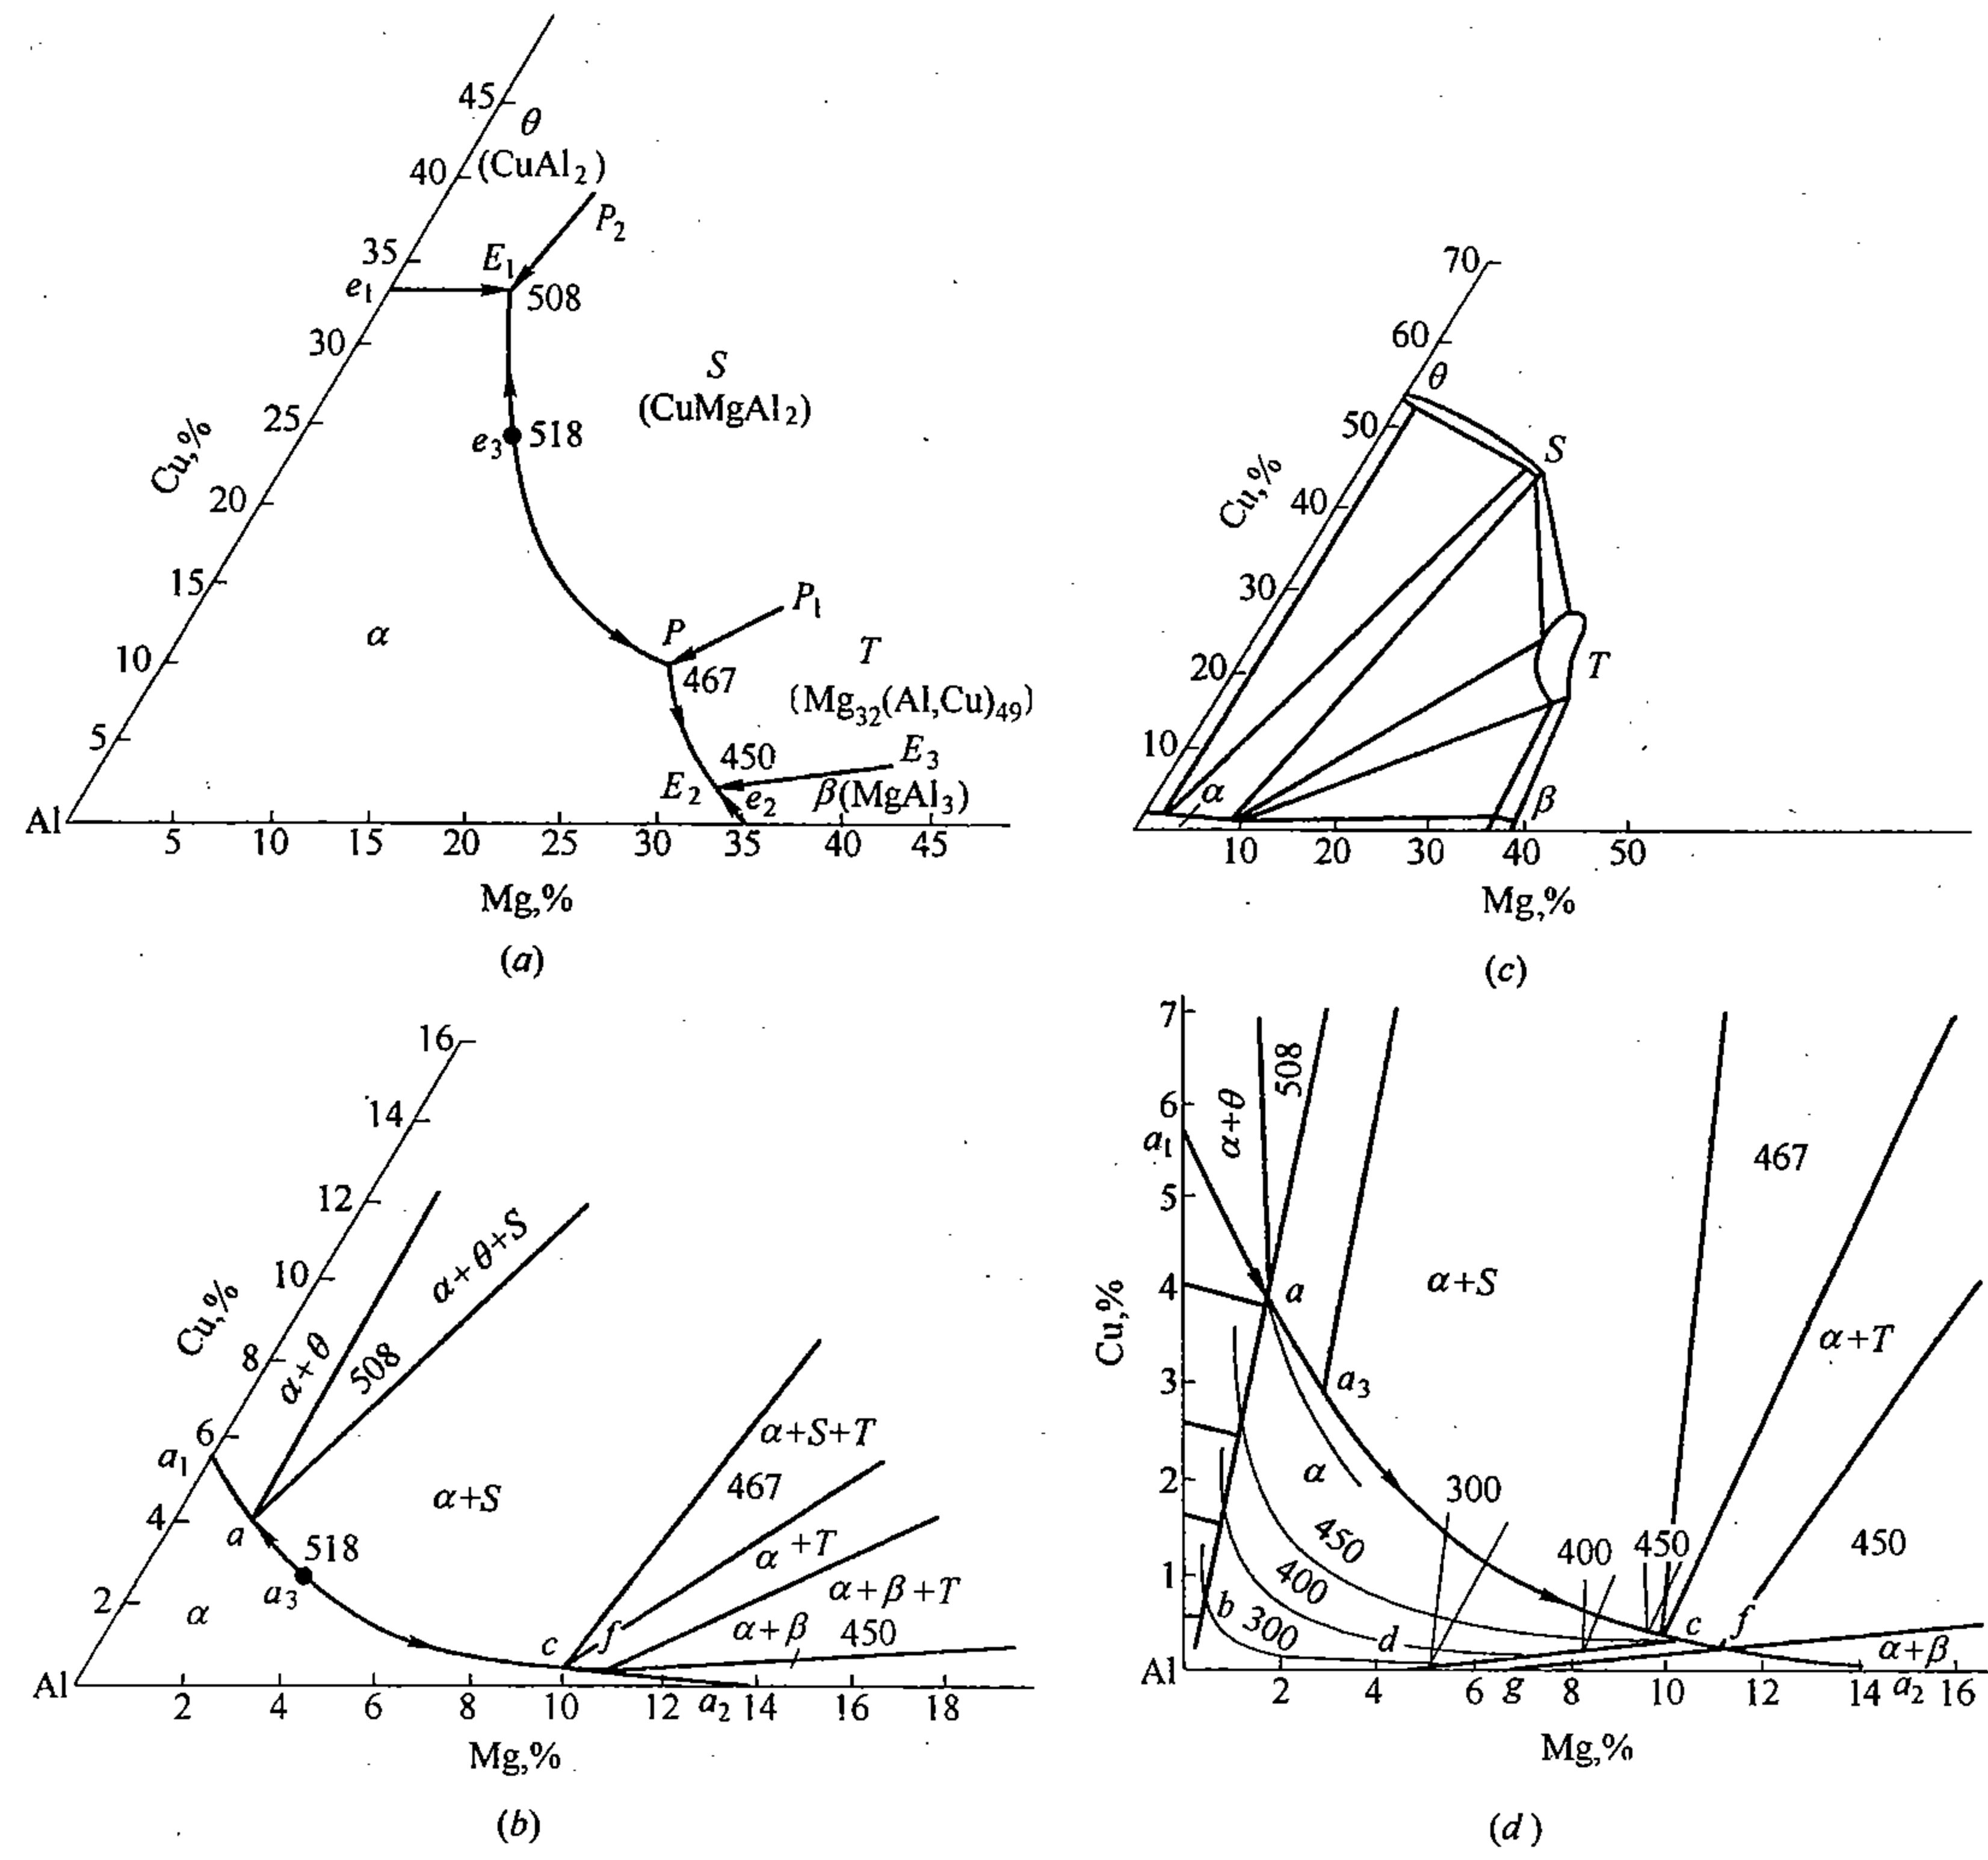 45
θ
40 (CuAl₂)
P₂
35 E₁
e₁ 508
30
S
(CuMgAl₂)
25
e₃ 518
Cu,%
20
15
P₁
P
α
10 T
467
(Mg₃₂(Al,Cu)₄₉)
5
450 E₃
E₂ e₂ β(MgAl₃)
Al
5 10 15 20 25 30 35 40 45
Mg,%
(a)
70
60
θ
50 S
Cu,%
40
30
20 T
10
α β
10 20 30 40 50
Mg,%
(c)
16
14
12
α+θ+S
10
Cu,%
8 α+θ 508
6
a₁
α+S+T
467
4 α+S
a
518 α+T
a₃
2 α+β+T
α
α+β 450
c f
Al
2 4 6 8 10 12 a₂ 14 16 18
Mg,%
(b)
7
508
6 α+θ
a₁
467
5
4 a α+S
Cu,%
α+T
3 a₃
2 α 300
450 400 450 450
1 400
b 300 d c f
α+β
Al
2 4 6 g 8 10 12 14 a₂ 16
Mg,%
(d)